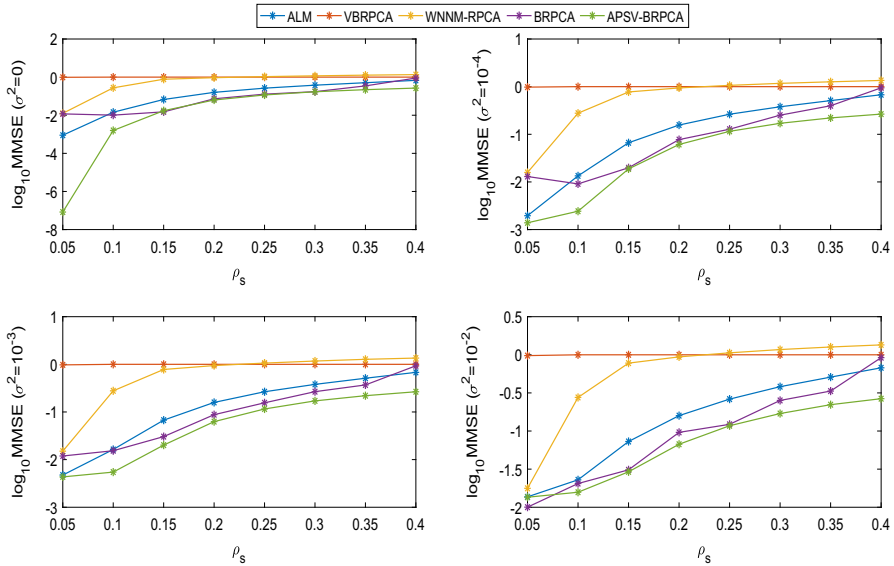 ALM VBRPCA WNNM-RPCA BRPCA APSV-BRPCA
log10MMSE (σ²=0)
2
0
-2
-4
-6
-8
0.05 0.1 0.15 0.2 0.25 0.3 0.35 0.4
ρs
log10MMSE (σ²=10⁻⁴)
1
0
-1
-2
-3
0.05 0.1 0.15 0.2 0.25 0.3 0.35 0.4
ρs
log10MMSE (σ²=10⁻³)
1
0
-1
-2
-3
0.05 0.1 0.15 0.2 0.25 0.3 0.35 0.4
ρs
log10MMSE (σ²=10⁻²)
0.5
0
-0.5
-1
-1.5
-2
0.05 0.1 0.15 0.2 0.25 0.3 0.35 0.4
ρs